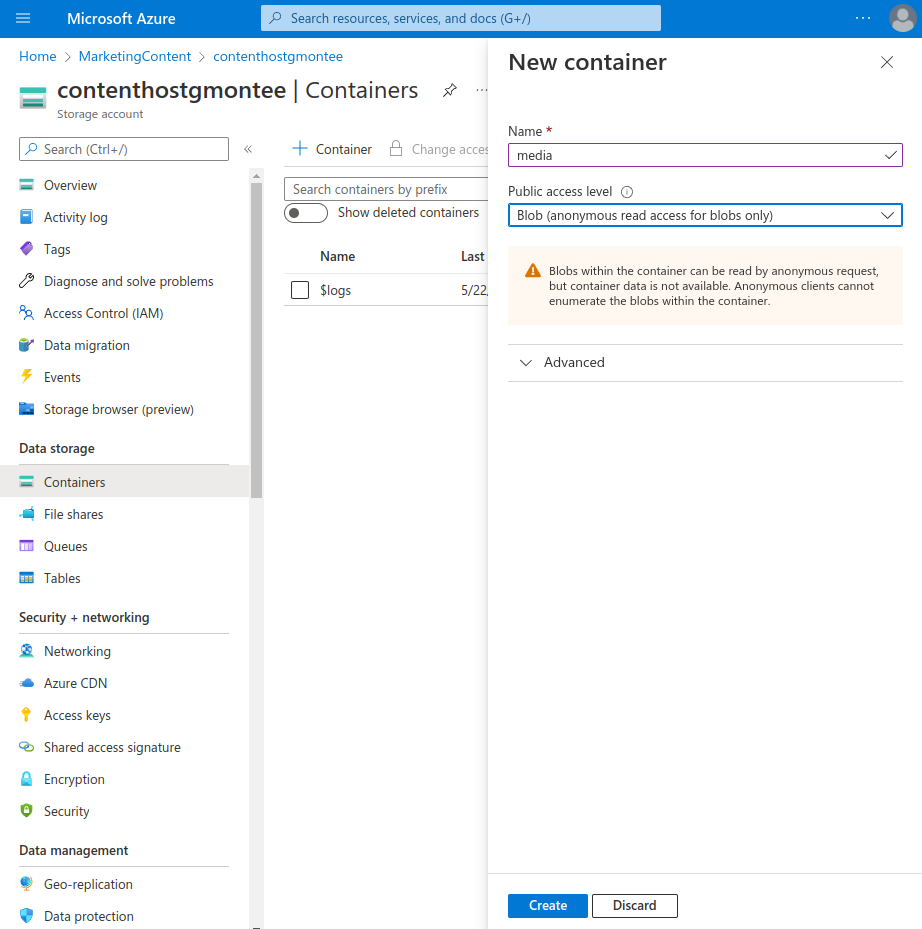 Microsoft Azure
Search resources, services, and docs (G+/)
Home > MarketingContent > contenthostgmontee
contenthostgmontee | Containers
Storage account
Search (Ctrl+/)
Overview
Activity log
Tags
Diagnose and solve problems
Access Control (IAM)
Data migration
Events
Storage browser (preview)
Data storage
Containers
File shares
Queues
Tables
Security + networking
Networking
Azure CDN
Access keys
Shared access signature
Encryption
Security
Data management
Geo-replication
Data protection
+ Container Change acces
Search containers by prefix
Show deleted containers
Name Last
$logs 5/22,
New container
Name *
media
Public access level
Blob (anonymous read access for blobs only)
Blobs within the container can be read by anonymous request,
but container data is not available. Anonymous clients cannot
enumerate the blobs within the container.
Advanced
Create Discard